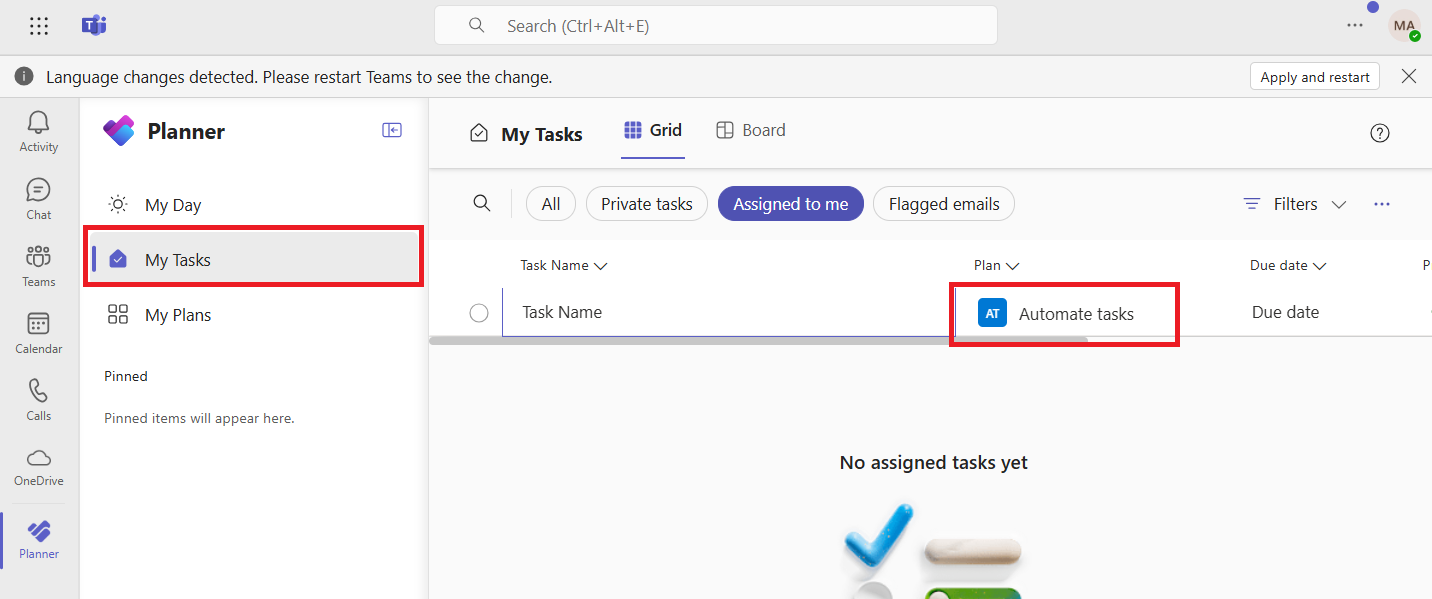 Search (Ctrl+Alt+E)
MA
Language changes detected. Please restart Teams to see the change.
Apply and restart
Activity
Chat
Teams
Calendar
Calls
OneDrive
Planner
Planner
My Day
My Tasks
My Plans
Pinned
Pinned items will appear here.
My Tasks
Grid
Board
All
Private tasks
Assigned to me
Flagged emails
Filters
Task Name
Plan
Due date
P
Task Name
AT
Automate tasks
Due date
No assigned tasks yet